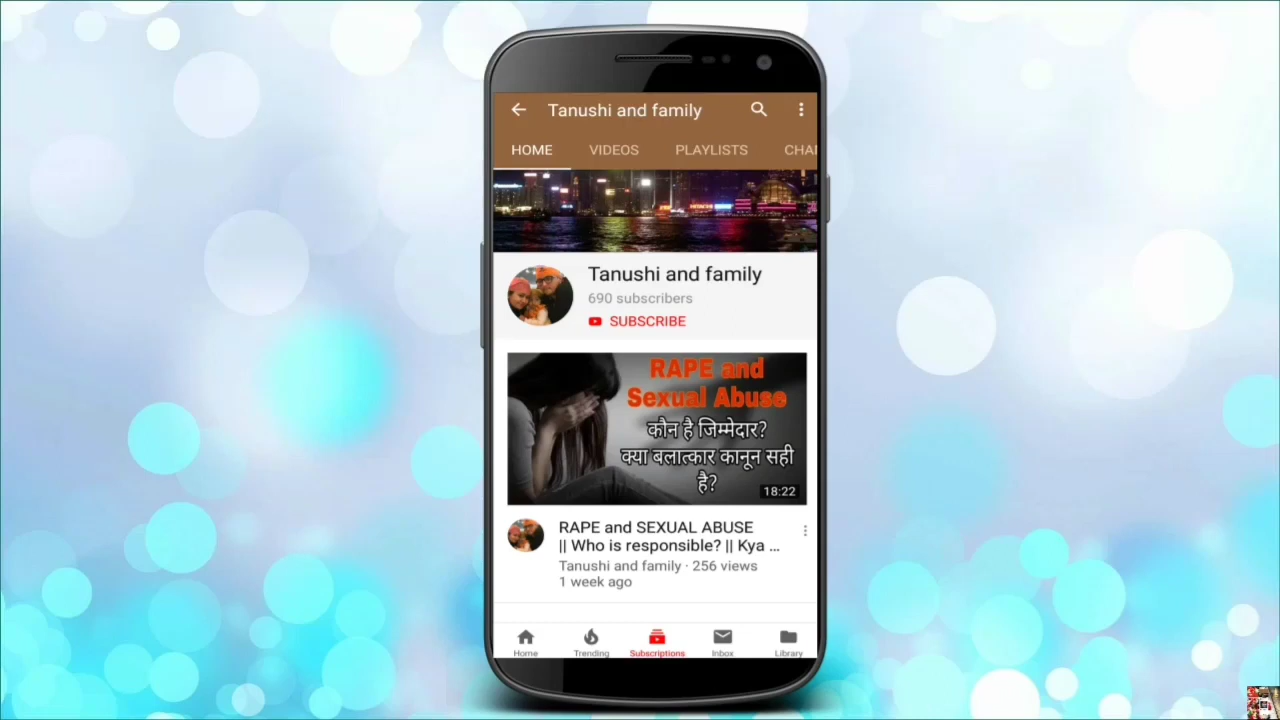 Tanushi and family
HOME VIDEOS PLAYLISTS CHA
Tanushi and family
690 subscribers
SUBSCRIBE
RAPE and
Sexual Abuse
कौन है जिम्मेदार?
क्या बलात्कार कानून सही
है?
18:22
RAPE and SEXUAL ABUSE
|| Who is responsible? || Kya ...
Tanushi and family · 256 views
1 week ago
Home Trending Subscriptions Inbox Library